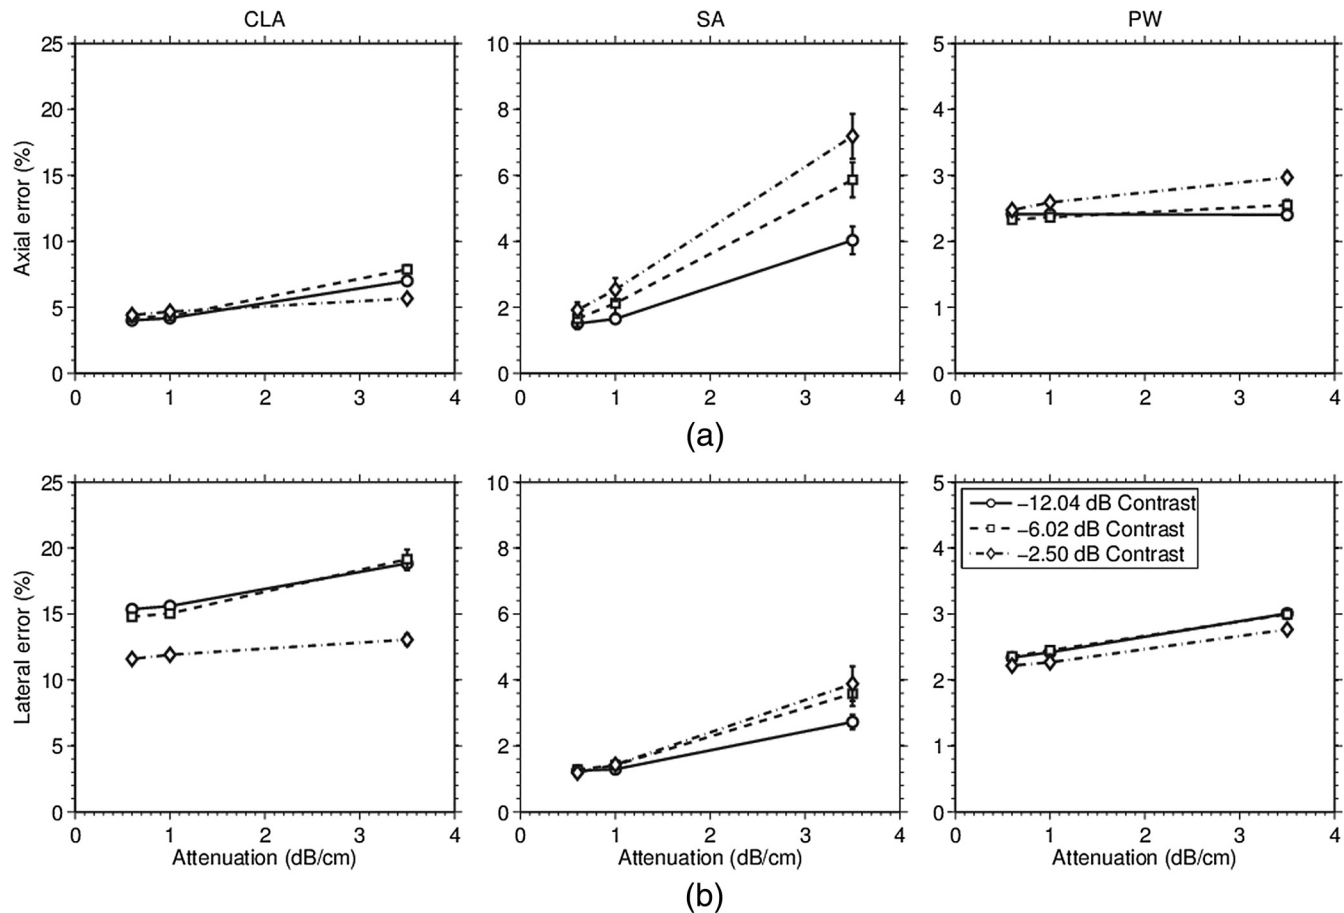 CLA SA PW
25 10 5
20 8 4
15 6 3
10 4 2
5 2 1
0 0 0
Axial error (%)
0 1 2 3 4 0 1 2 3 4 0 1 2 3 4
(a)
25 10 5
20 8 4
15 6 3
10 4 2
5 2 1
0 0 0
Lateral error (%)
−12.04 dB Contrast
−6.02 dB Contrast
−2.50 dB Contrast
0 1 2 3 4 0 1 2 3 4 0 1 2 3 4
Attenuation (dB/cm) Attenuation (dB/cm) Attenuation (dB/cm)
(b)